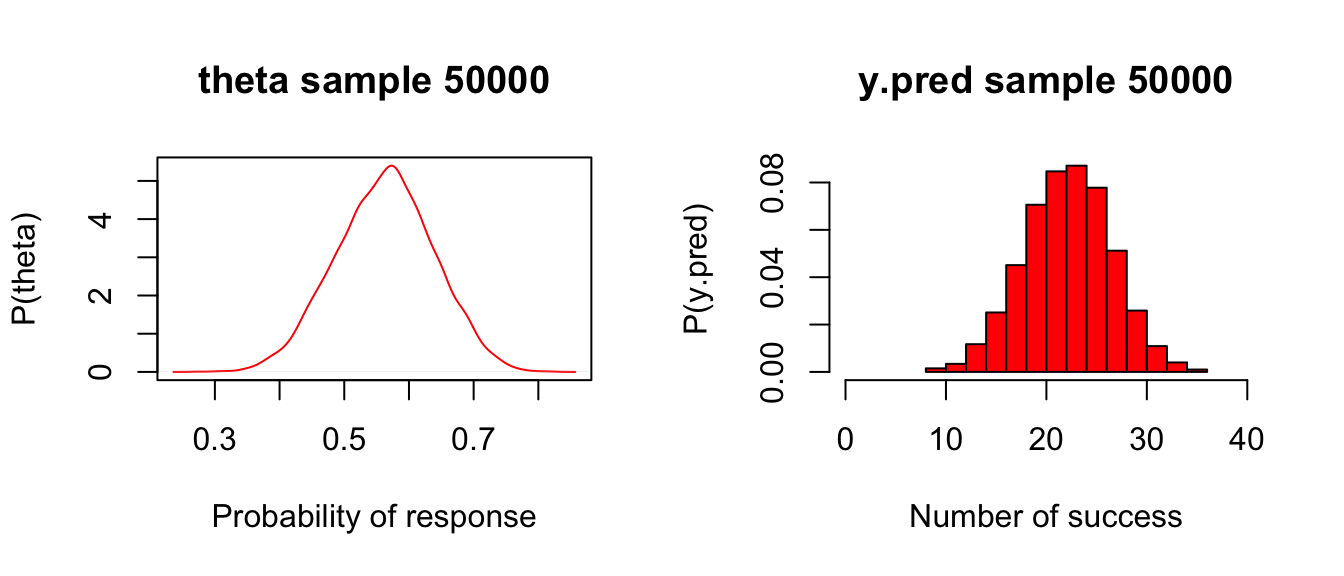 theta sample 50000
P(theta)
0 2 4
0.3 0.5 0.7
Probability of response
y.pred sample 50000
P(y.pred)
0.00 0.04 0.08
0 10 20 30 40
Number of success